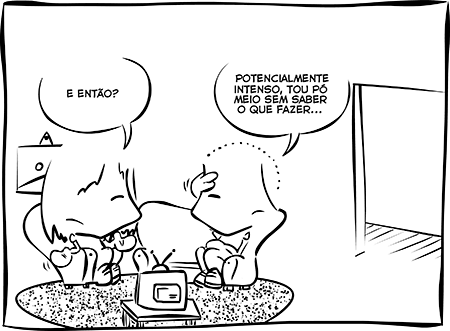 E ENTÃO?
POTENCIALMENTE
INTENSO, TOU PÓ
MEIO SEM SABER
O QUE FAZER...